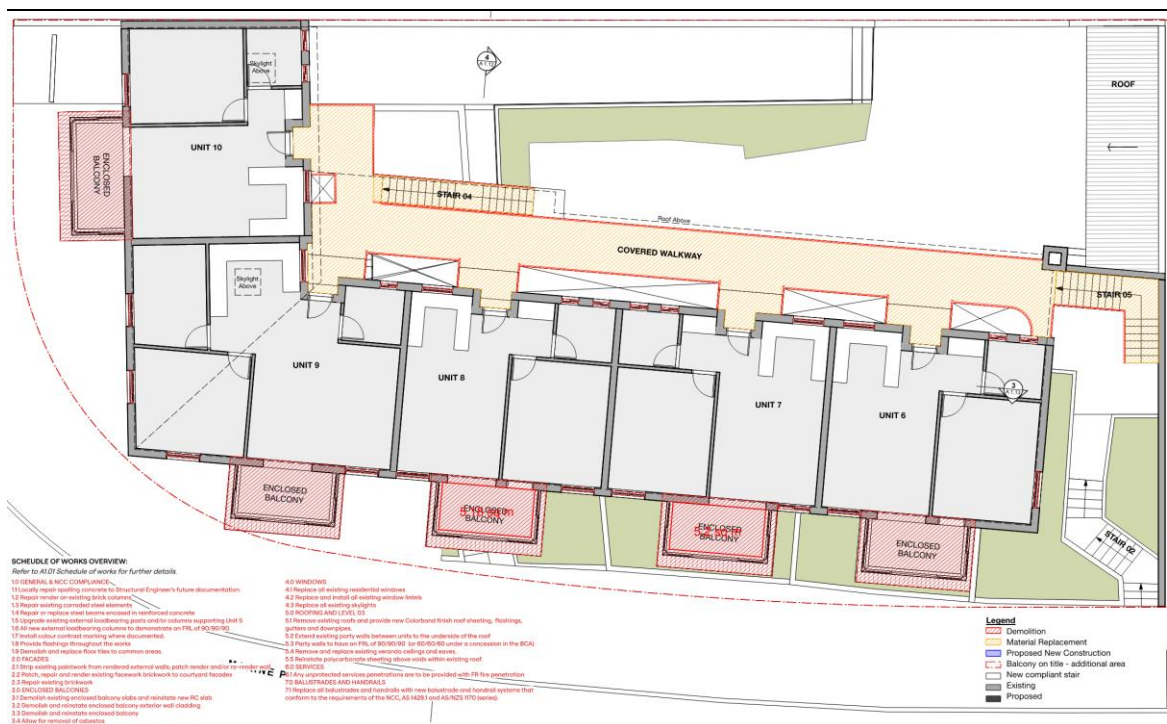 4
A 1.12
Skylight
Above
ROOF
UNIT 10
ENCLOSED
BALCONY
STAIR 04
Roof Above
COVERED WALKWAY
STAIR 05
Skylight
Above
UNIT 9
UNIT 8
UNIT 7
UNIT 6
3
A 1.13
ENCLOSED
BALCONY
ENCLOSED
BALCONY
ENCLOSED
BALCONY
ENCLOSED
BALCONY
STAIR 02
SCHEUDLE OF WORKS OVERVIEW:
Refer to A1.01 Schedule of works for further details.
1.0 GENERAL & NCC COMPLIANCE
1.1 Locally repair spalling concrete to Structural Engineer's future documentation.
1.2 Repair render on existing brick columns
1.3 Repair existing corroded steel elements
1.4 Repair or replace steel beams encased in reinforced concrete
1.5 Upgrade existing external loadbearing posts and/or columns supporting Unit 5
1.6 All new external loadbearing columns to demonstrate an FRL of 90/90/90
1.7 Install colour contrast marking where documented.
1.8 Provide flashings throughout the works
1.9 Demolish and replace floor tiles to common areas
2.0 FACADES
2.1 Strip existing paintwork from rendered external walls, patch render and/or re-render wall
2.2 Patch, repair and render existing facework brickwork to courtyard facades
2.3 Repair existing brickwork
3.0 ENCLOSED BALCONIES
3.1 Demolish existing enclosed balcony slabs and reinstate new RC slab
3.2 Demolish and reinstate enclosed balcony exterior wall cladding
3.3 Demolish and reinstate enclosed balcony
3.4 Allow for removal of asbestos
4.0 WINDOWS
4.1 Replace all existing residential windows
4.2 Replace all existing window lintels
4.3 Replace all existing skylights
5.0 ROOFING AND LEVEL 03
5.1 Remove existing roofs and provide new Colorbond finish roof sheeting, flashings,
gutters and downpipes.
5.2 Extend existing party walls between units to the underside of the roof
5.3 Party walls to have an FRL of 90/90/90 (or 60/60/60 under a concession in the BCA)
5.4 Remove and replace existing veranda ceilings and eaves.
5.5 Reinstate polycarbonate sheeting above voids within existing roof
6.0 SERVICES
6.1 Any unprotected services penetrations are to be provided with FR fire penetration
7.0 BALUSTRADES AND HANDRAILS
7.1 Replace all balustrades and handrails with new balustrade and handrail systems that
conform to the requirements of the NCC, AS 1428.1 and AS/NZS 1170 (series).
Legend
Demolition
Material Replacement
Proposed New Construction
Balcony on title - additional area
New compliant stair
Existing
Proposed